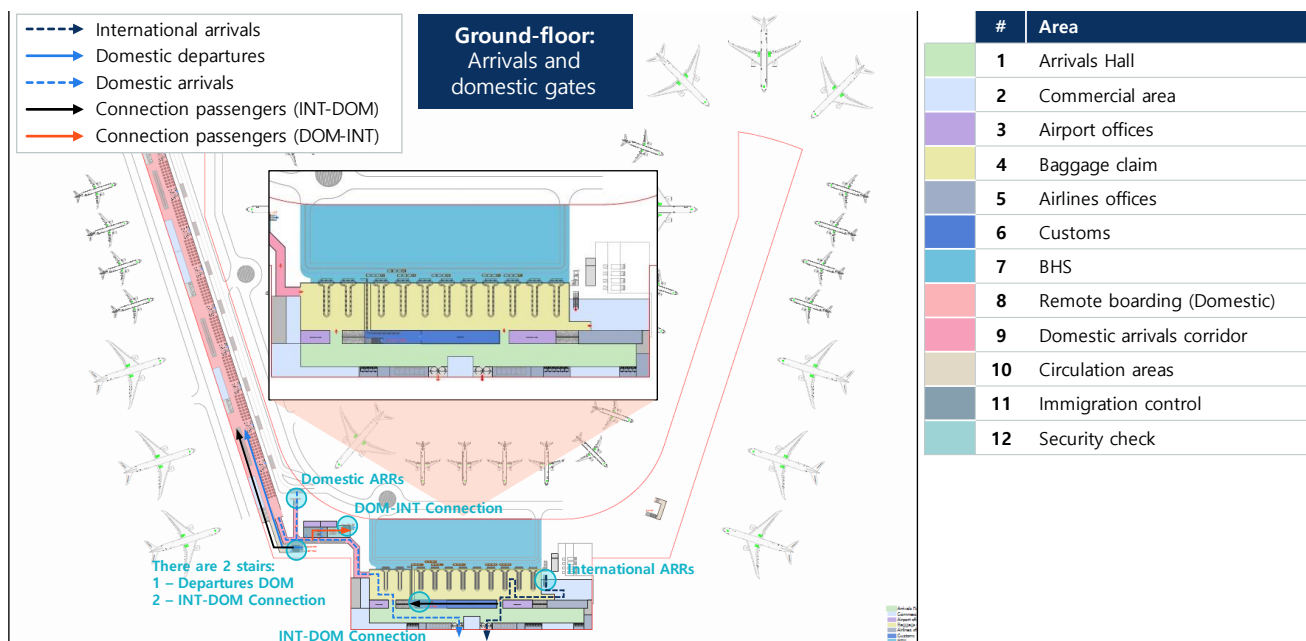 International arrivals
Domestic departures
Domestic arrivals
Connection passengers (INT-DOM)
Connection passengers (DOM-INT)
Ground-floor:
Arrivals and
domestic gates
Domestic ARRs
DOM-INT Connection
There are 2 stairs:
1 – Departures DOM
2 – INT-DOM Connection
International ARRs
INT-DOM Connection
# Area
1 Arrivals Hall
2 Commercial area
3 Airport offices
4 Baggage claim
5 Airlines offices
6 Customs
7 BHS
8 Remote boarding (Domestic)
9 Domestic arrivals corridor
10 Circulation areas
11 Immigration control
12 Security check